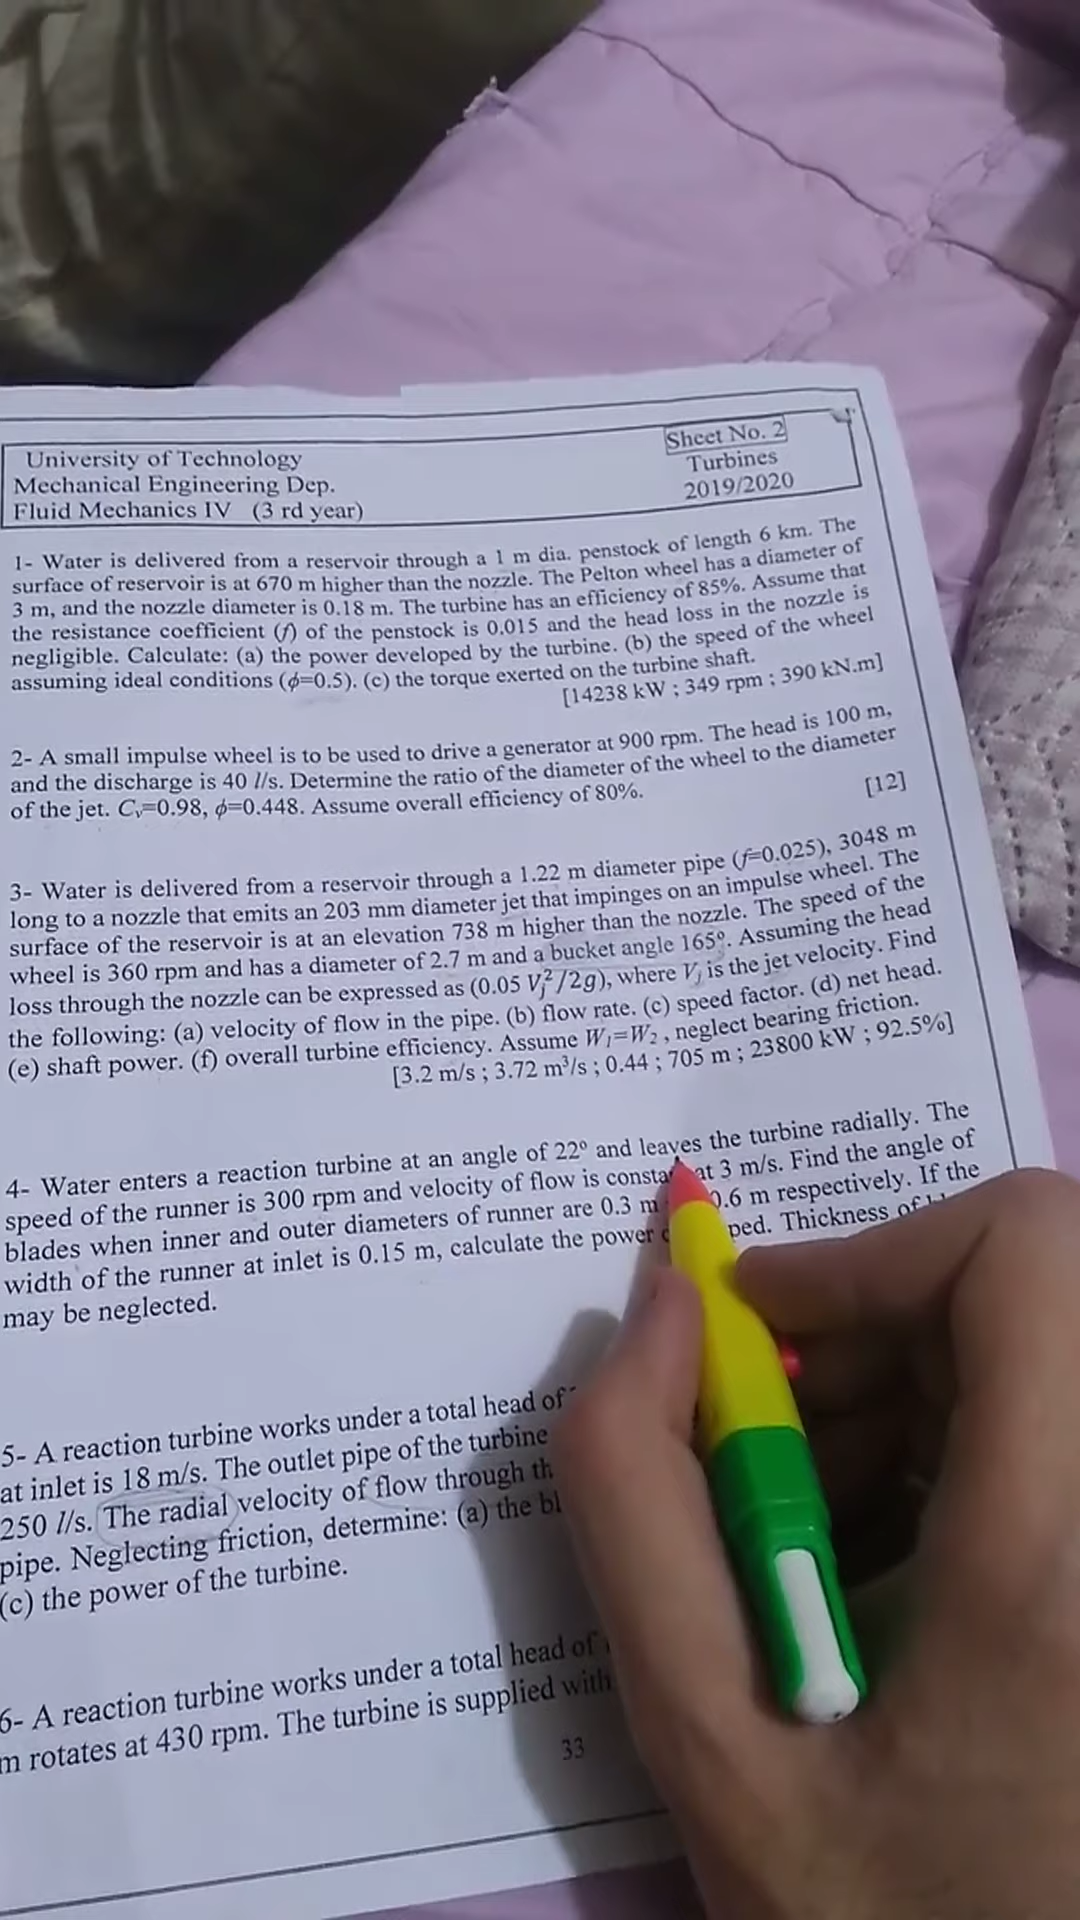 University of Technology
Mechanical Engineering Dep.
Fluid Mechanics IV (3 rd year)
Sheet No. 2
Turbines
2019/2020
1- Water is delivered from a reservoir through a 1 m dia. penstock of length 6 km. The
surface of reservoir is at 670 m higher than the nozzle. The Pelton wheel has a diameter of
3 m, and the nozzle diameter is 0.18 m. The turbine has an efficiency of 85%. Assume that
the resistance coefficient (f) of the penstock is 0.015 and the head loss in the nozzle is
negligible. Calculate: (a) the power developed by the turbine. (b) the speed of the wheel
assuming ideal conditions (ϕ=0.5). (c) the torque exerted on the turbine shaft.
[14238 kW ; 349 rpm ; 390 kN.m]
2- A small impulse wheel is to be used to drive a generator at 900 rpm. The head is 100 m,
and the discharge is 40 l/s. Determine the ratio of the diameter of the wheel to the diameter
of the jet. Cᵥ=0.98, ϕ=0.448. Assume overall efficiency of 80%.
[12]
3- Water is delivered from a reservoir through a 1.22 m diameter pipe (f=0.025), 3048 m
long to a nozzle that emits an 203 mm diameter jet that impinges on an impulse wheel. The
surface of the reservoir is at an elevation 738 m higher than the nozzle. The speed of the
wheel is 360 rpm and has a diameter of 2.7 m and a bucket angle 165º. Assuming the head
loss through the nozzle can be expressed as (0.05 Vⱼ²/2g), where Vⱼ is the jet velocity. Find
the following: (a) velocity of flow in the pipe. (b) flow rate. (c) speed factor. (d) net head.
(e) shaft power. (f) overall turbine efficiency. Assume W₁=W₂ , neglect bearing friction.
[3.2 m/s ; 3.72 m³/s ; 0.44 ; 705 m ; 23800 kW ; 92.5%]
4- Water enters a reaction turbine at an angle of 22º and leaves the turbine radially. The
speed of the runner is 300 rpm and velocity of flow is constant at 3 m/s. Find the angle of
blades when inner and outer diameters of runner are 0.3 m 0.6 m respectively. If the
width of the runner at inlet is 0.15 m, calculate the power ped. Thickness of
may be neglected.
5- A reaction turbine works under a total head of
at inlet is 18 m/s. The outlet pipe of the turbine
250 l/s. The radial velocity of flow through th
pipe. Neglecting friction, determine: (a) the bl
(c) the power of the turbine.
6- A reaction turbine works under a total head of
m rotates at 430 rpm. The turbine is supplied with
33